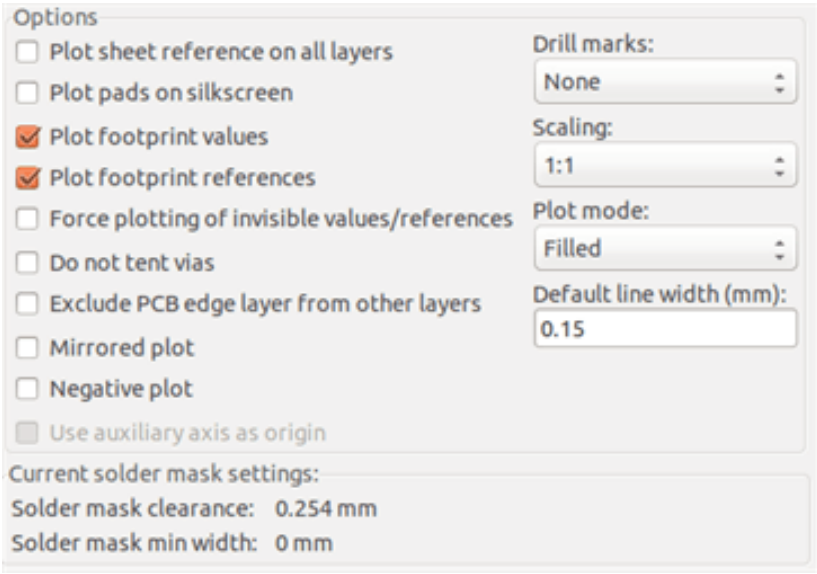 Options
Plot sheet reference on all layers
Plot pads on silkscreen
Plot footprint values
Plot footprint references
Force plotting of invisible values/references
Do not tent vias
Exclude PCB edge layer from other layers
Mirrored plot
Negative plot
Use auxiliary axis as origin
Drill marks:
None
Scaling:
1:1
Plot mode:
Filled
Default line width (mm):
0.15
Current solder mask settings:
Solder mask clearance: 0.254 mm
Solder mask min width: 0 mm